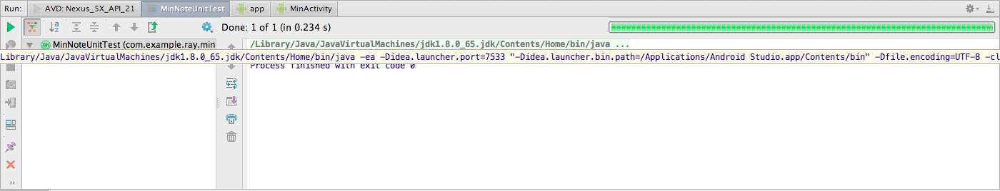 Run: AVD: Nexus_5X_API_21 MinNoteUnitTest app MinActivity
Done: 1 of 1 (in 0.234 s)
MinNoteUnitTest (com.example.ray.min /Library/Java/JavaVirtualMachines/jdk1.8.0_65.jdk/Contents/Home/bin/java ...
Library/Java/JavaVirtualMachines/jdk1.8.0_65.jdk/Contents/Home/bin/java -ea -Didea.launcher.port=7533 "-Didea.launcher.bin.path=/Applications/Android Studio.app/Contents/bin" -Dfile.encoding=UTF-8 -cl
Process finished with exit code 0